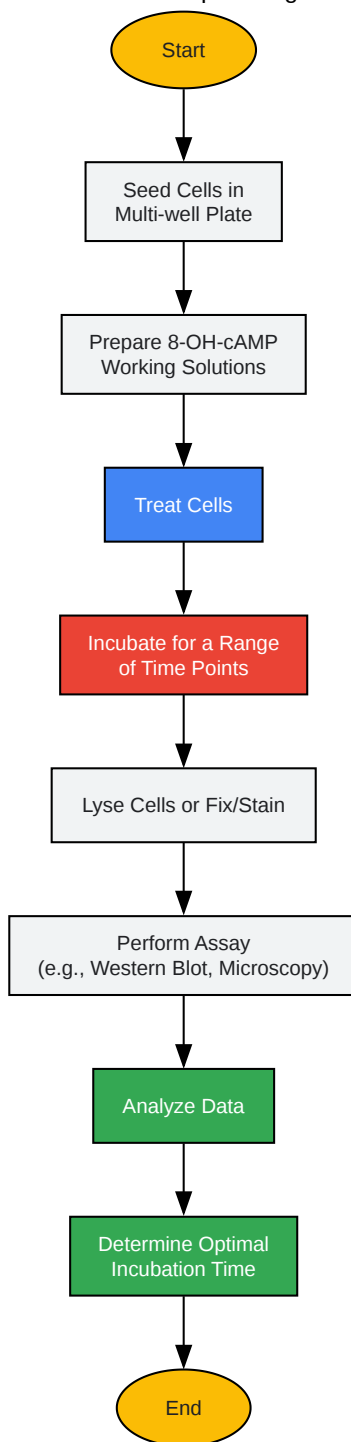 Start
Seed Cells in
Multi-well Plate
Prepare 8-OH-cAMP
Working Solutions
Treat Cells
Incubate for a Range
of Time Points
Lyse Cells or Fix/Stain
Perform Assay
(e.g., Western Blot, Microscopy)
Analyze Data
Determine Optimal
Incubation Time
End